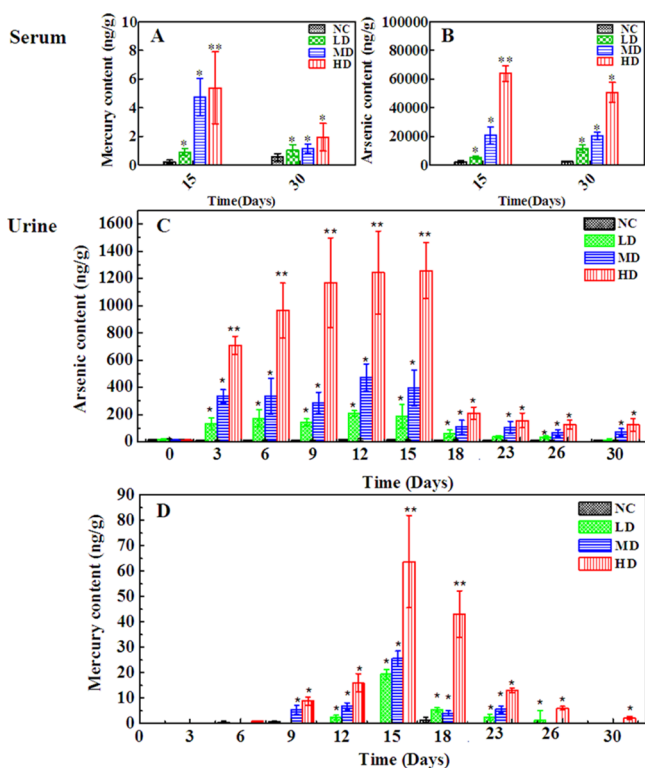 Serum
A
NC
LD
MD
HD
Mercury content (ng/g)
8
6
4
2
0
* * **
* * *
15 30
Time(Days)
B
NC
LD
MD
HD
Arsenic content (ng/g)
100000
80000
60000
40000
20000
0
* * **
* * *
15 30
Time(Days)
Urine
C
NC
LD
MD
HD
Arsenic content (ng/g)
1600
1400
1200
1000
800
600
400
200
0
* * **
* * **
* * **
* * **
* * **
* * *
* *
* * *
* *
0 3 6 9 12 15 18 23 26 30
Time (Days)
D
NC
LD
MD
HD
Mercury content (ng/g)
90
80
70
60
50
40
30
20
10
0
* *
* * *
* * **
* * **
* * *
* *
*
0 3 6 9 12 15 18 23 26 30
Time (Days)